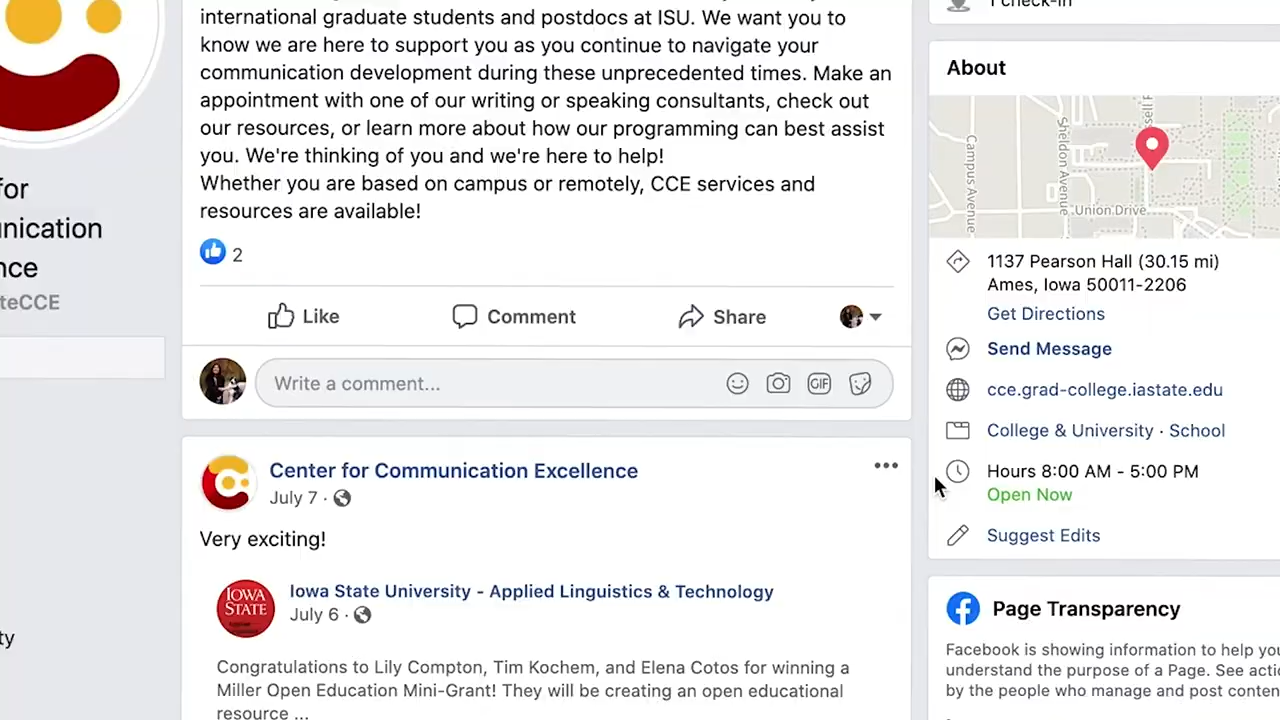 international graduate students and postdocs at ISU. We want you to
know we are here to support you as you continue to navigate your
communication development during these unprecedented times. Make an
appointment with one of our writing or speaking consultants, check out
our resources, or learn more about how our programming can best assist
you. We're thinking of you and we're here to help!
Whether you are based on campus or remotely, CCE services and
resources are available!
2
Like
Comment
Share
Write a comment...
GIF
Center for Communication Excellence
July 7 ·
Very exciting!
IOWA
STATE
Iowa State University - Applied Linguistics & Technology
July 6 ·
Congratulations to Lily Compton, Tim Kochem, and Elena Cotos for winning a
Miller Open Education Mini-Grant! They will be creating an open educational
resource ...
for
unication
nce
teCCE
ty
1 check-in
About
Campus Avenue
Sheldon Avenue
Union Drive
1137 Pearson Hall (30.15 mi)
Ames, Iowa 50011-2206
Get Directions
Send Message
cce.grad-college.iastate.edu
College & University · School
Hours 8:00 AM - 5:00 PM
Open Now
Suggest Edits
Page Transparency
Facebook is showing information to help you
understand the purpose of a Page. See actio
by the people who manage and post conten